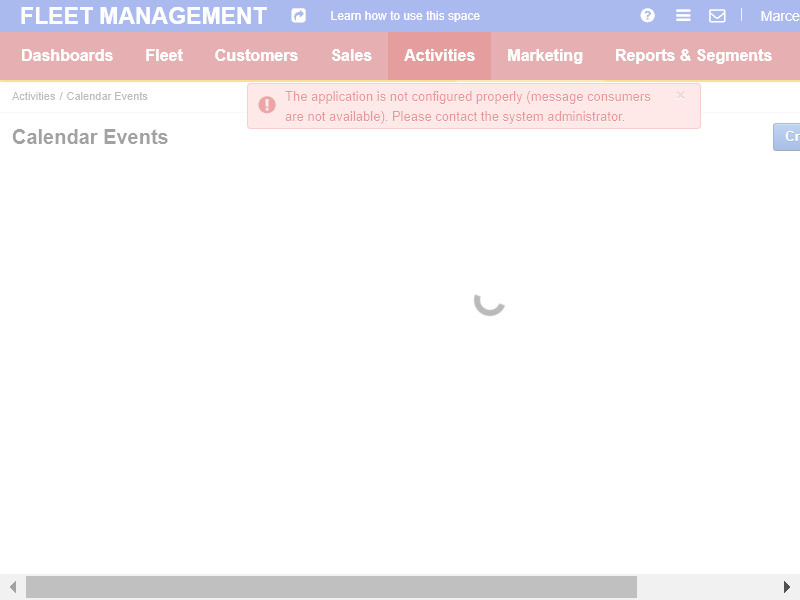 FLEET MANAGEMENT
Learn how to use this space
Marce
Dashboards
Fleet
Customers
Sales
Activities
Marketing
Reports & Segments
Activities / Calendar Events
The application is not configured properly (message consumers
are not available). Please contact the system administrator.
×
Calendar Events
Cr